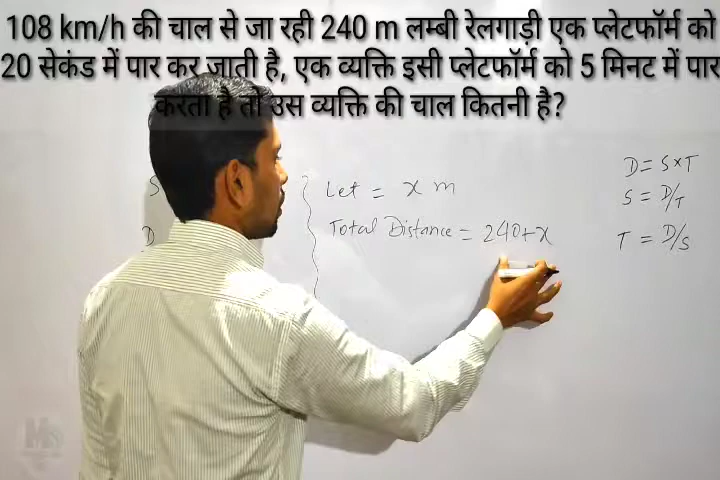 108 km/h की चाल से जा रही 240 m लम्बी रेलगाड़ी एक प्लेटफॉर्म को
20 सेकंड में पार कर जाती है, एक व्यक्ति इसी प्लेटफॉर्म को 5 मिनट में पार
करता है तो उस व्यक्ति की चाल कितनी है?
S
D
Let = x m
Total Distance = 240+x
D = S×T
S = D/T
T = D/S